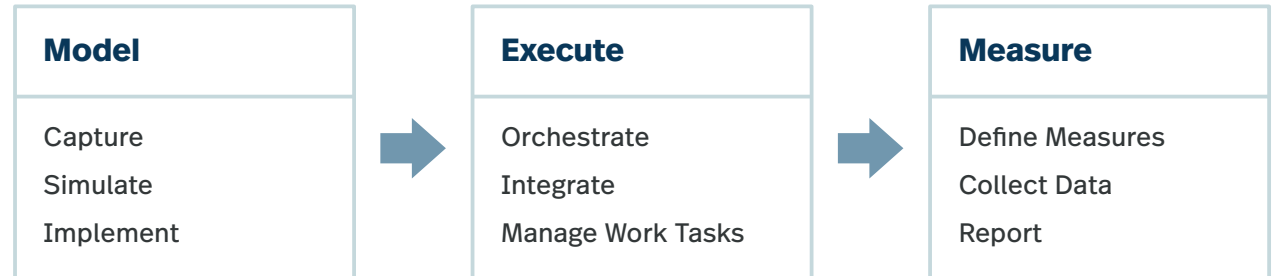 Model
Capture
Simulate
Implement
Execute
Orchestrate
Integrate
Manage Work Tasks
Measure
Define Measures
Collect Data
Report